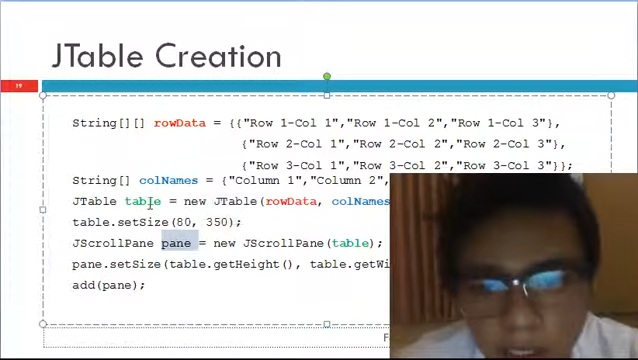 JTable Creation
19
String[][] rowData = {{"Row 1-Col 1","Row 1-Col 2","Row 1-Col 3"},
{"Row 2-Col 1","Row 2-Col 2","Row 2-Col 3"},
{"Row 3-Col 1","Row 3-Col 2","Row 3-Col 3"}};
String[] colNames = {"Column 1","Column 2",
JTable table = new JTable(rowData, colNames
table.setSize(80, 350);
JScrollPane pane = new JScrollPane(table);
pane.setSize(table.getHeight(), table.getWi
add(pane);
F